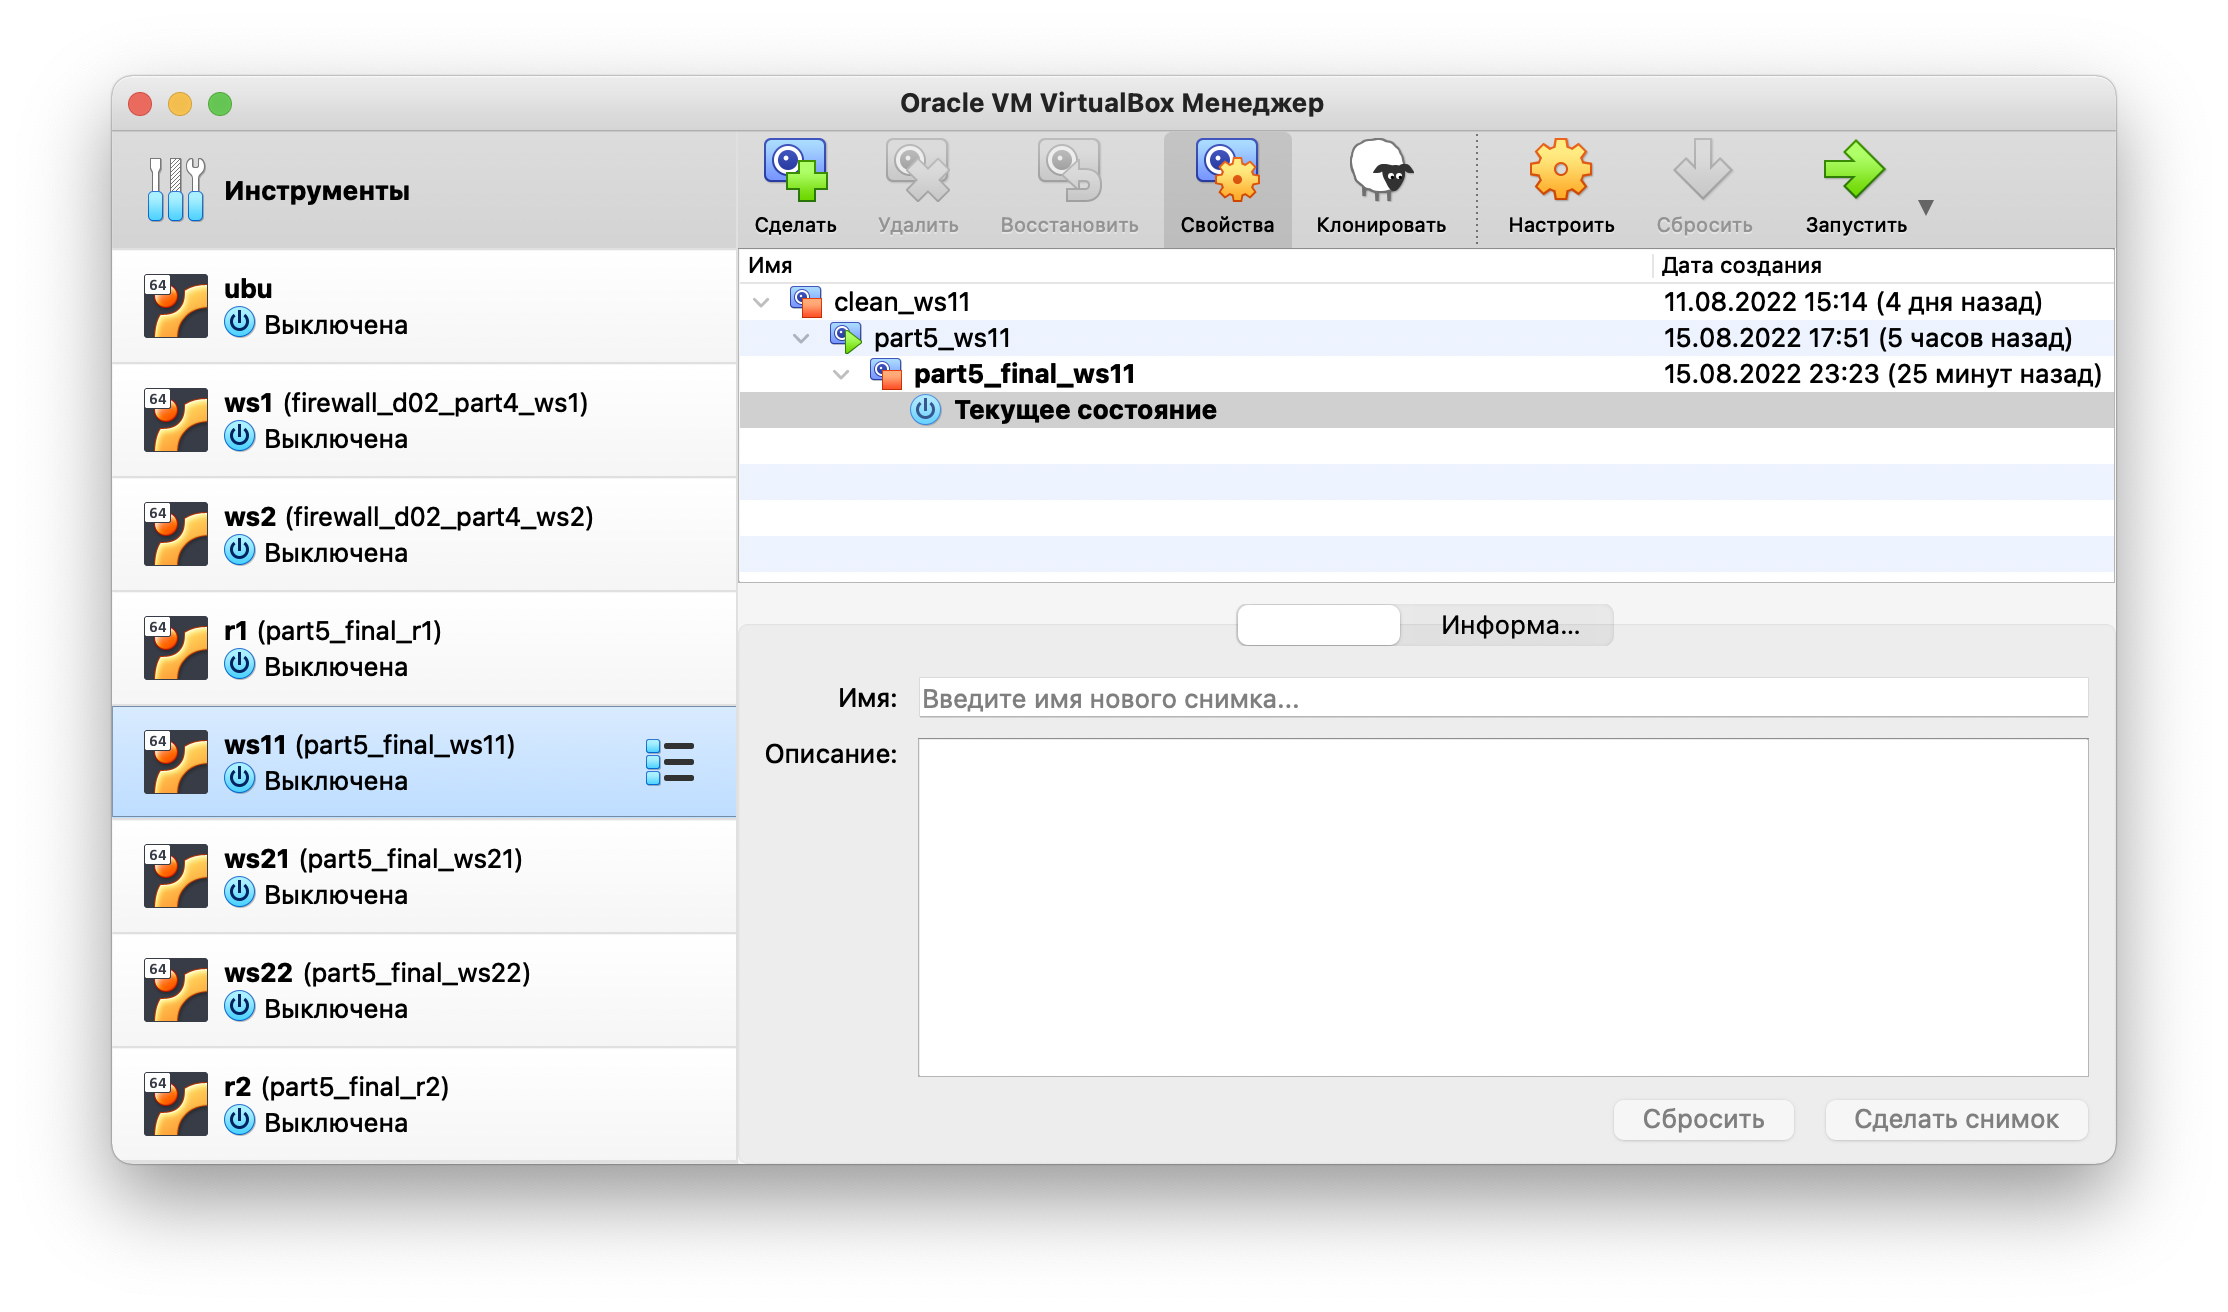 Oracle VM VirtualBox Менеджер
Инструменты
Сделать
Удалить
Восстановить
Свойства
Клонировать
Настроить
Сбросить
Запустить
64
ubu
Выключена
64
ws1 (firewall_d02_part4_ws1)
Выключена
64
ws2 (firewall_d02_part4_ws2)
Выключена
64
r1 (part5_final_r1)
Выключена
64
ws11 (part5_final_ws11)
Выключена
64
ws21 (part5_final_ws21)
Выключена
64
ws22 (part5_final_ws22)
Выключена
64
r2 (part5_final_r2)
Выключена
Имя Дата создания
clean_ws11 11.08.2022 15:14 (4 дня назад)
part5_ws11 15.08.2022 17:51 (5 часов назад)
part5_final_ws11 15.08.2022 23:23 (25 минут назад)
Текущее состояние
Информа...
Имя: Введите имя нового снимка...
Описание:
Сбросить Сделать снимок